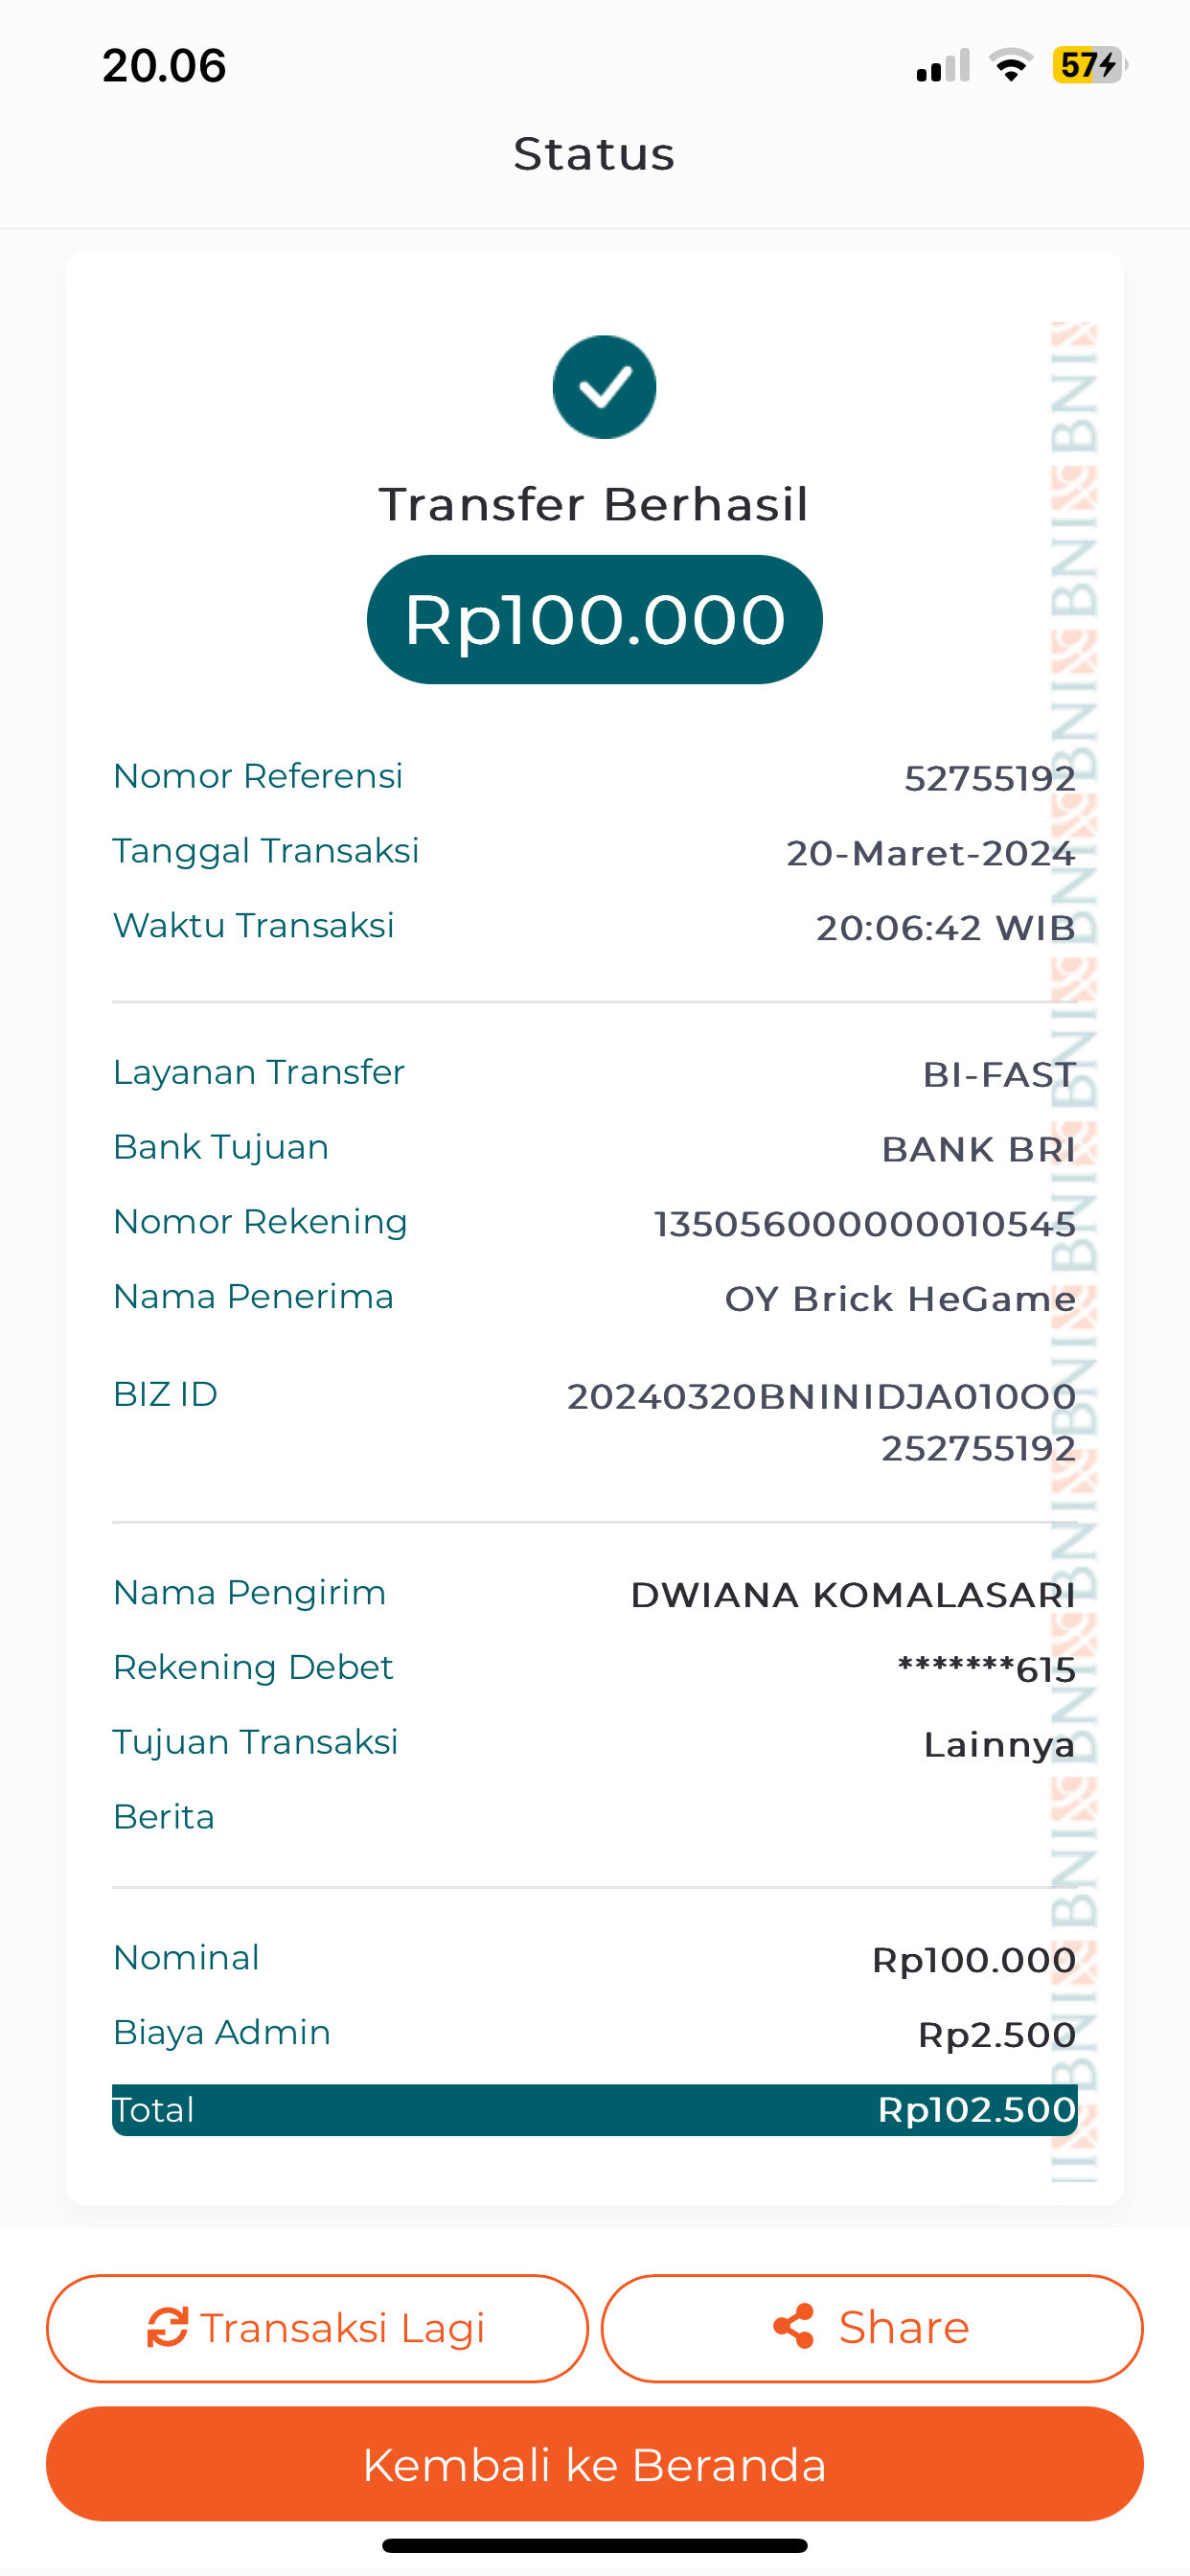 20.06
57
Status
Transfer Berhasil
Rp100.000
Nomor Referensi 52755192
Tanggal Transaksi 20-Maret-2024
Waktu Transaksi 20:06:42 WIB
Layanan Transfer BI-FAST
Bank Tujuan BANK BRI
Nomor Rekening 135056000000010545
Nama Penerima OY Brick HeGame
BIZ ID 20240320BNINIDJA010O0
252755192
Nama Pengirim DWIANA KOMALASARI
Rekening Debet *******615
Tujuan Transaksi Lainnya
Berita
Nominal Rp100.000
Biaya Admin Rp2.500
Total Rp102.500
BNI BNI BNI BNI BNI BNI BNI BNI BNI BNI BNI
Transaksi Lagi
Share
Kembali ke Beranda